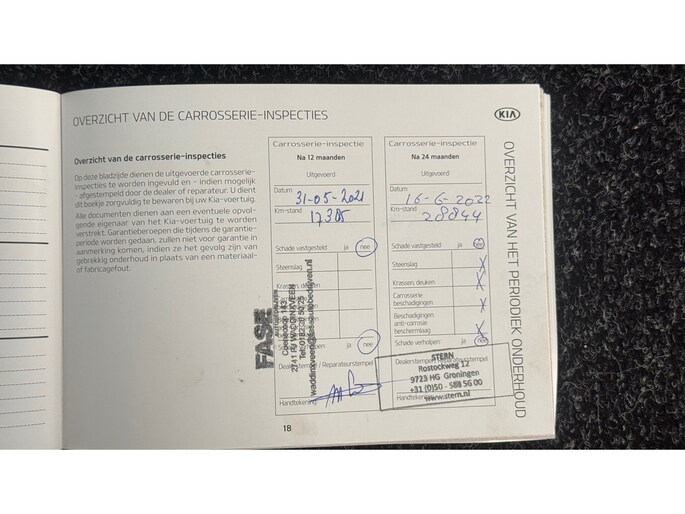 OVERZICHT VAN DE CARROSSERIE-INSPECTIES
KIA
Overzicht van de carrosserie-inspecties
Op deze bladzijde dienen de uitgevoerde carrosserie-
inspecties te worden ingevuld en - indien mogelijk
- afgestempeld door de dealer of reparateur. U dient
dit boekje zorgvuldig te bewaren bij uw Kia-voertuig.
Alle documenten dienen aan een eventuele opvol-
gende eigenaar van het Kia-voertuig te worden
verstrekt. Garantieberoepen die tijdens de garantie-
periode worden gedaan, zullen niet voor garantie in
aanmerking komen, indien ze het gevolg zijn van
gebrekkig onderhoud in plaats van een materiaal-
of fabricagefout.
Carrosserie-inspectie
Na 12 maanden
Uitgevoerd
Datum
31-05-2021
Km-stand
17385
Schade vastgesteld ja nee
Steenslag
Krassen, deuken
ja nee
Dealerstempel / Reparateurstempel
Handtekening
FASE
2741 PJ WADDINXVEEN
Carrosserie-inspectie
Na 24 maanden
Uitgevoerd
Datum
16-6-2022
Km-stand
28844
Schade vastgesteld ja
Steenslag
Krassen, deuken
Carrosserie
beschadigingen
Beschadigingen
anti-corrosie
beschermlaag
Schade verholpen ja nee
STERN
Rostockweg 12
9723 HG Groningen
+31 (0)50 - 588 56 00
www.stern.nl
OVERZICHT VAN HET PERIODIEK ONDERHOUD
18